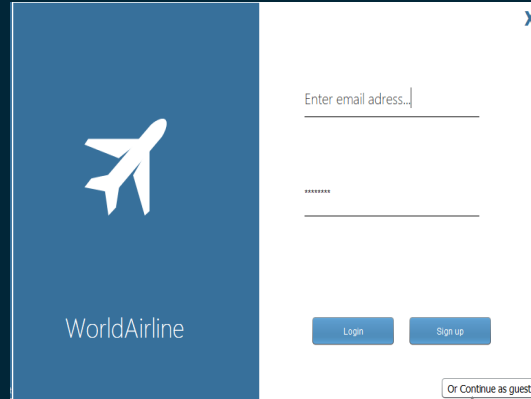 X
Enter email adress...
********
WorldAirline
Login
Sign up
Or Continue as guest